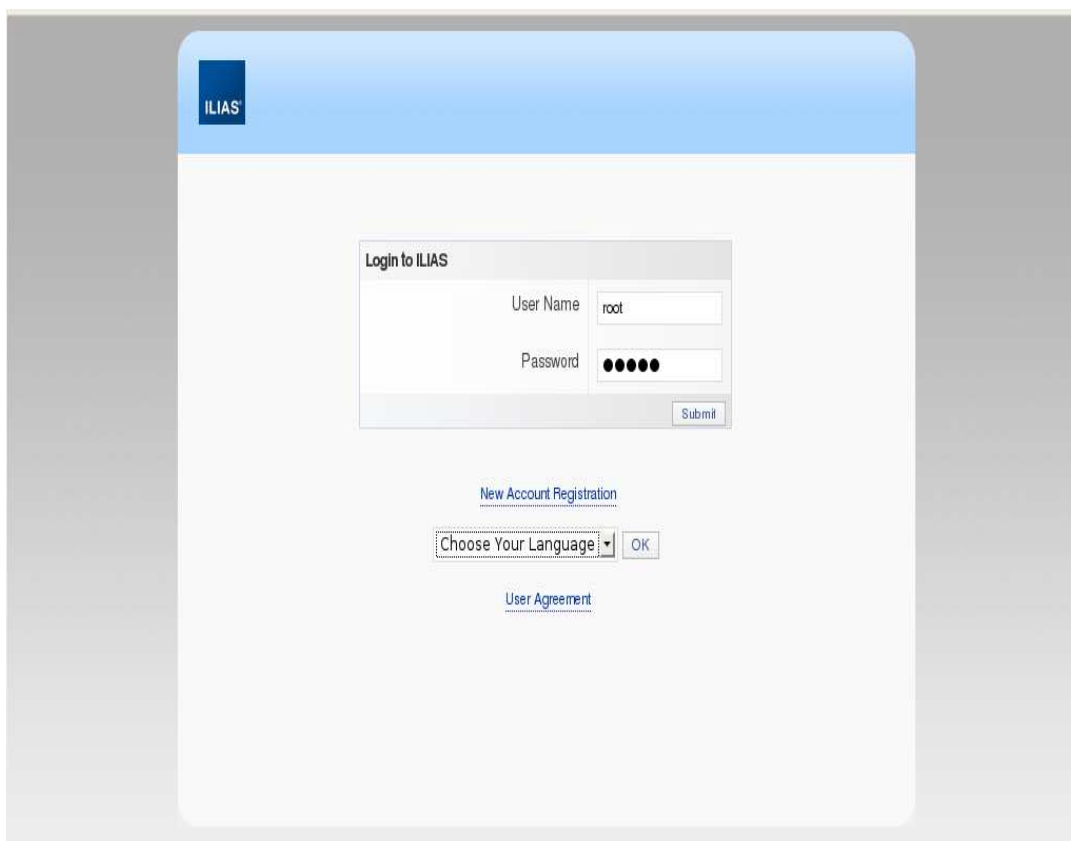 ILIAS®
Login to ILIAS
User Name root
Password ●●●●●
Submit
New Account Registration
Choose Your Language OK
User Agreement